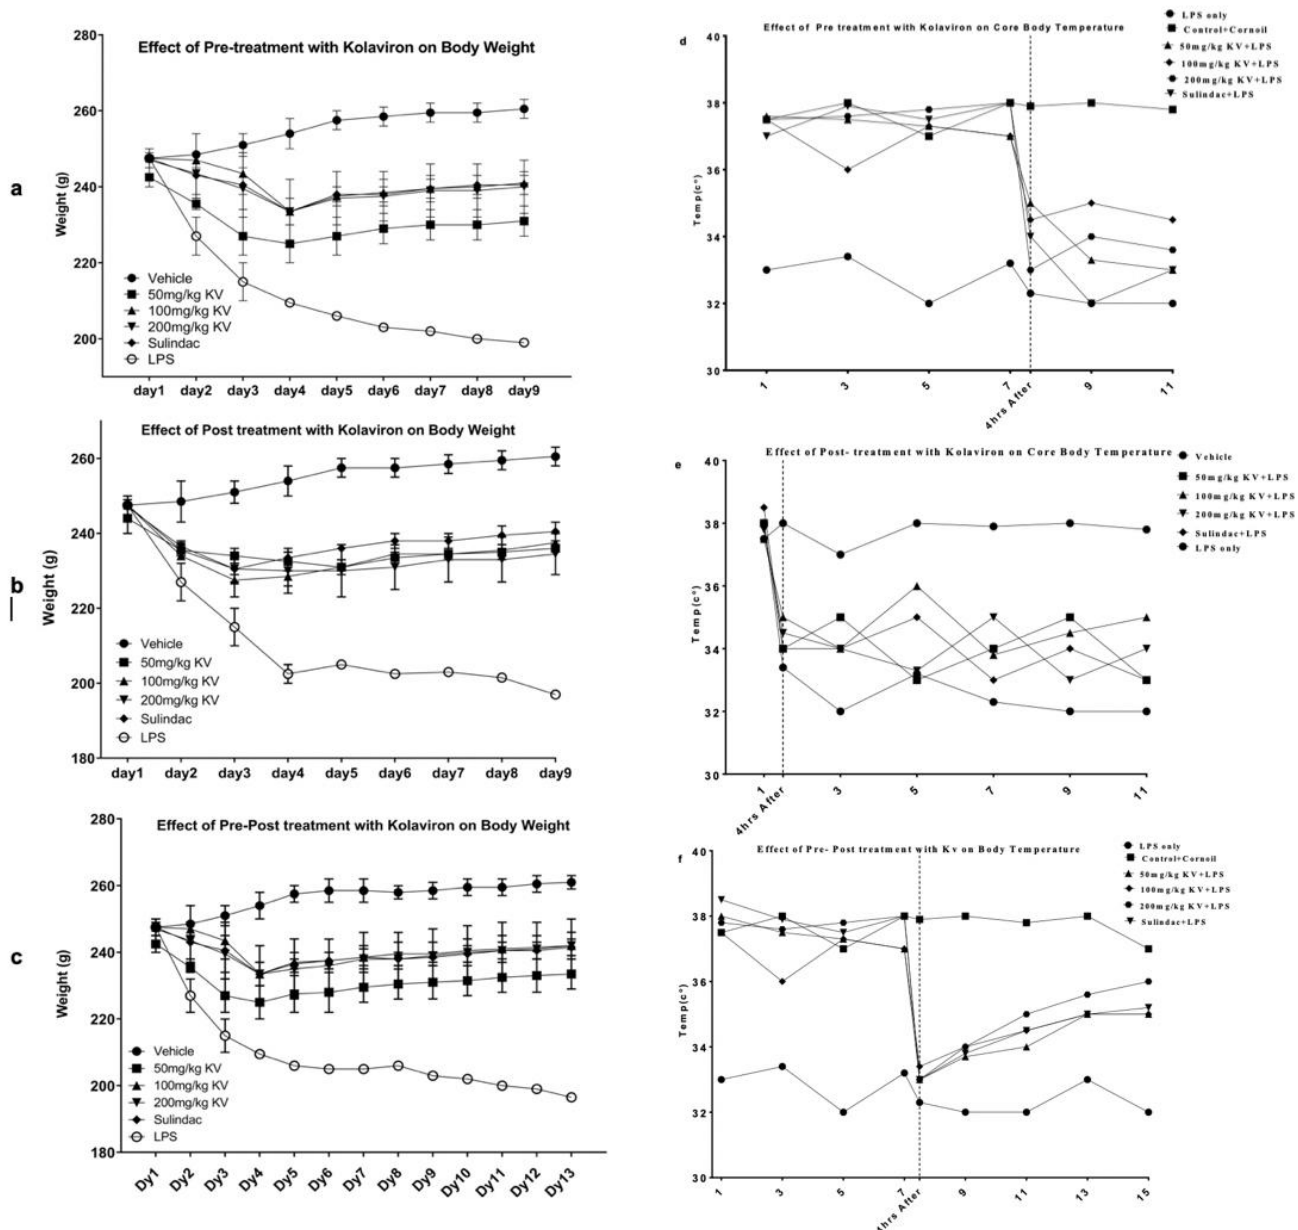 a
Effect of Pre-treatment with Kolaviron on Body Weight
Weight (g)
280
260
240
220
200
Vehicle
50mg/kg KV
100mg/kg KV
200mg/kg KV
Sulindac
LPS
day1 day2 day3 day4 day5 day6 day7 day8 day9
d
Effect of Pre treatment with Kolaviron on Core Body Temperature
LPS only
Control+Cornoil
50mg/kg KV+LPS
100mg/kg KV+LPS
200mg/kg KV+LPS
Sulindac+LPS
Temp(c°)
40
38
36
34
32
30
1 3 5 7 4hrs After 9 11
b
Effect of Post treatment with Kolaviron on Body Weight
Weight (g)
260
240
220
200
180
Vehicle
50mg/kg KV
100mg/kg KV
200mg/kg KV
Sulindac
LPS
day1 day2 day3 day4 day5 day6 day7 day8 day9
e
Effect of Post- treatment with Kolaviron on Core Body Temperature
Vehicle
50mg/kg KV+LPS
100mg/kg KV+LPS
200mg/kg KV+LPS
Sulindac+LPS
LPS only
Temp(c°)
40
38
36
34
32
30
1 4hrs After 3 5 7 9 11
c
Effect of Pre-Post treatment with Kolaviron on Body Weight
Weight (g)
280
260
240
220
200
180
Vehicle
50mg/kg KV
100mg/kg KV
200mg/kg KV
Sulindac
LPS
Dy1 Dy2 Dy3 Dy4 Dy5 Dy6 Dy7 Dy8 Dy9 Dy10 Dy11 Dy12 Dy13
f
Effect of Pre- Post treatment with Kv on Body Temperature
LPS only
Control+Cornoil
50mg/kg KV+LPS
100mg/kg KV+LPS
200mg/kg KV+LPS
Sulindac+LPS
Temp(c°)
40
38
36
34
32
30
1 3 5 7 4hrs After 9 11 13 15